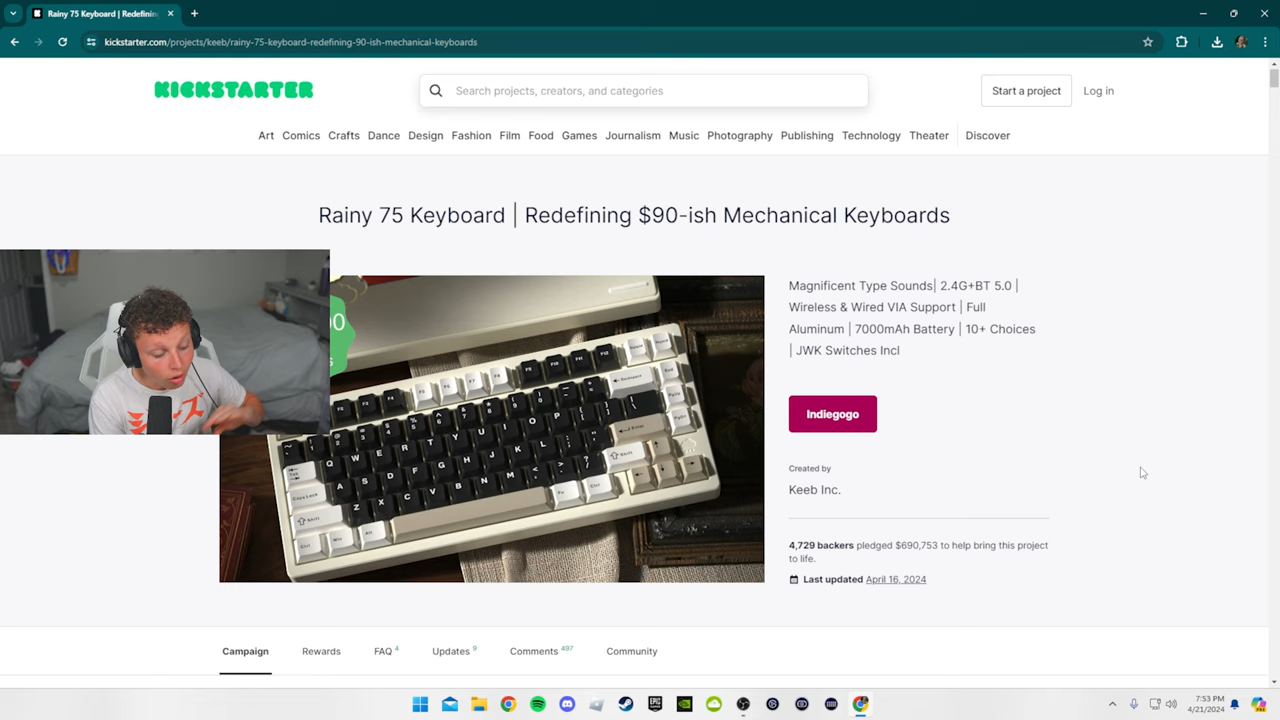 Rainy 75 Keyboard | Redefinin
kickstarter.com/projects/keeb/rainy-75-keyboard-redefining-90-ish-mechanical-keyboards
KICKSTARTER
Search projects, creators, and categories
Start a project
Log in
Art Comics Crafts Dance Design Fashion Film Food Games Journalism Music Photography Publishing Technology Theater Discover
Rainy 75 Keyboard | Redefining $90-ish Mechanical Keyboards
Magnificent Type Sounds| 2.4G+BT 5.0 |
Wireless & Wired VIA Support | Full
Aluminum | 7000mAh Battery | 10+ Choices
| JWK Switches Incl
Indiegogo
Created by
Keeb Inc.
4,729 backers pledged $690,753 to help bring this project
to life.
Last updated April 16, 2024
Campaign Rewards FAQ 4 Updates 9 Comments 497 Community
7:53 PM
4/21/2024